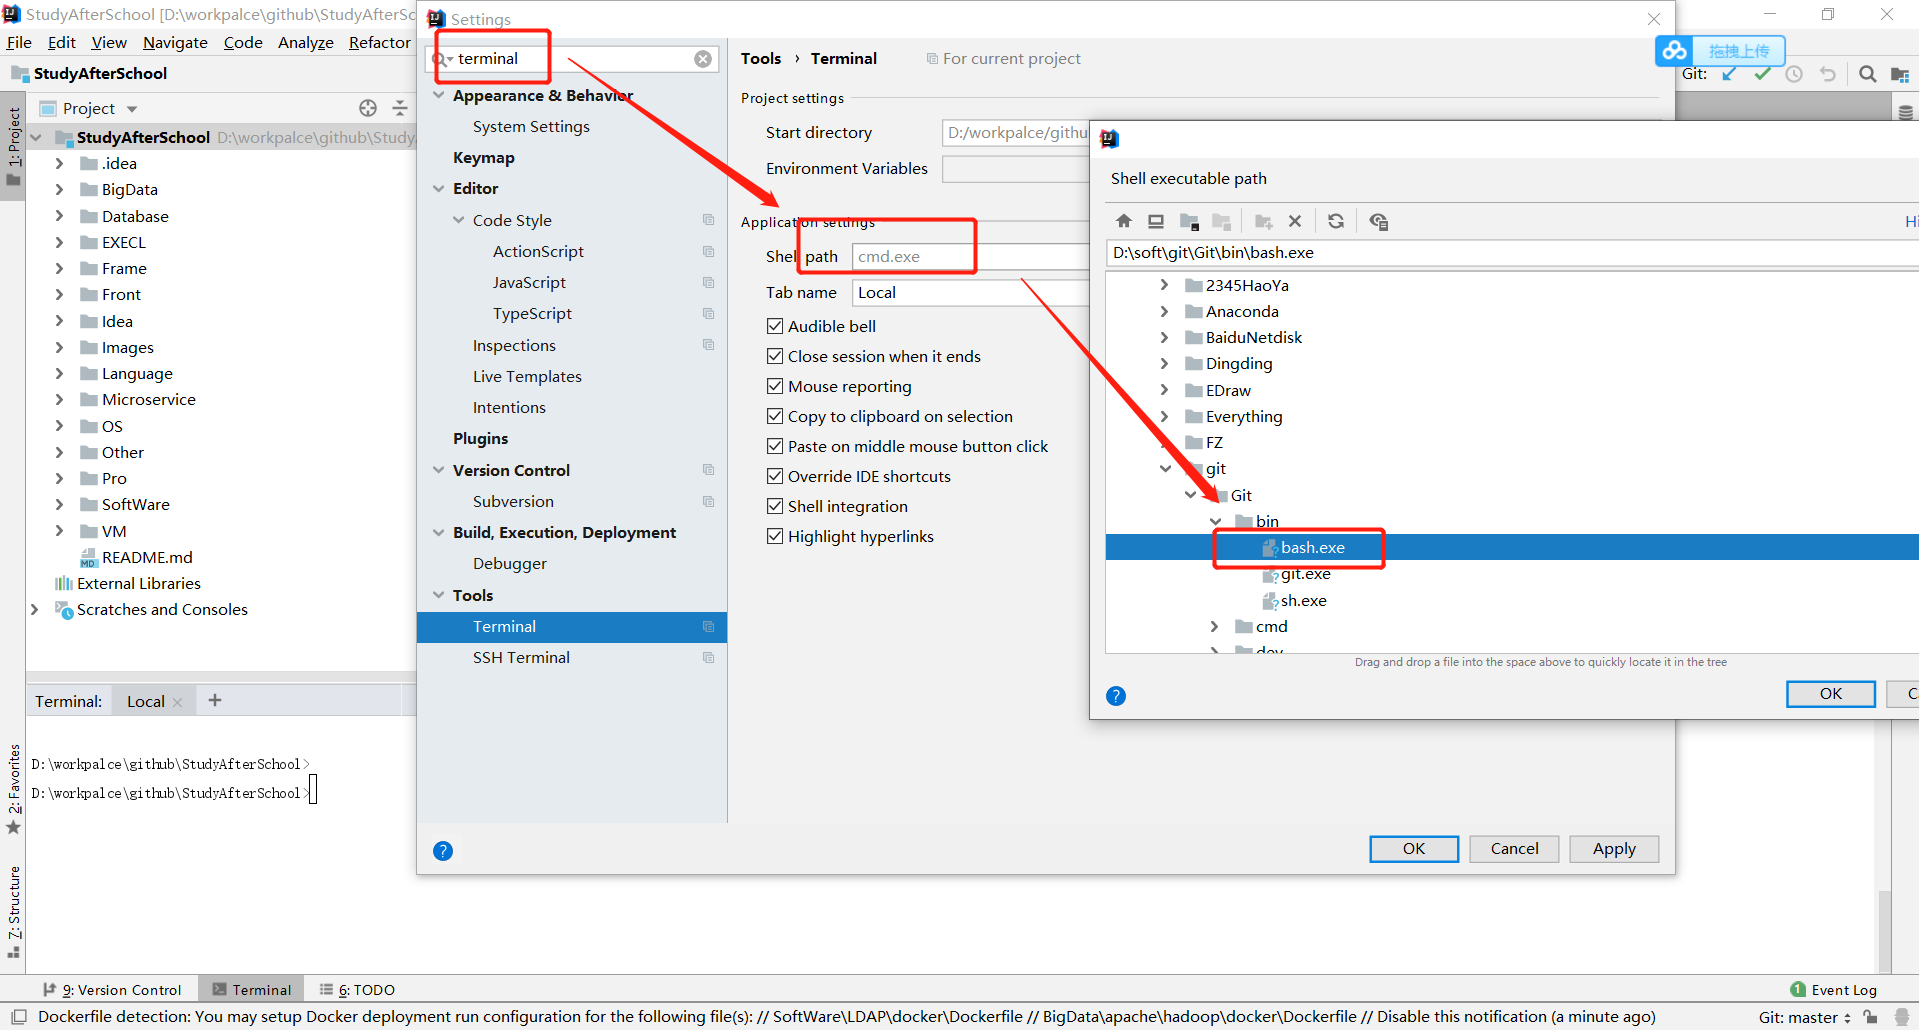 StudyAfterSchool [D:\workpalce\github\StudyAfterSc
File Edit View Navigate Code Analyze Refactor
StudyAfterSchool
Project
StudyAfterSchool D:\workpalce\github\Study
.idea
BigData
Database
EXECL
Frame
Front
Idea
Images
Language
Microservice
OS
Other
Pro
SoftWare
VM
README.md
External Libraries
Scratches and Consoles
1: Project
2: Favorites
7: Structure
Terminal: Local +
D:\workpalce\github\StudyAfterSchool>
D:\workpalce\github\StudyAfterSchool>
Settings
terminal
Appearance & Behavior
System Settings
Keymap
Editor
Code Style
ActionScript
JavaScript
TypeScript
Inspections
Live Templates
Intentions
Plugins
Version Control
Subversion
Build, Execution, Deployment
Debugger
Tools
Terminal
SSH Terminal
Tools › Terminal For current project
Project settings
Start directory D:/workpalce/githu
Environment Variables
Application settings
Shell path cmd.exe
Tab name Local
Audible bell
Close session when it ends
Mouse reporting
Copy to clipboard on selection
Paste on middle mouse button click
Override IDE shortcuts
Shell integration
Highlight hyperlinks
OK Cancel Apply
拖拽上传
Git:
Shell executable path
Hi
D:\soft\git\Git\bin\bash.exe
2345HaoYa
Anaconda
BaiduNetdisk
Dingding
EDraw
Everything
FZ
git
Git
bin
bash.exe
git.exe
sh.exe
cmd
dev
Drag and drop a file into the space above to quickly locate it in the tree
OK Ca
9: Version Control Terminal 6: TODO
1 Event Log
Dockerfile detection: You may setup Docker deployment run configuration for the following file(s): // SoftWare\LDAP\docker\Dockerfile // BigData\apache\hadoop\docker\Dockerfile // Disable this notification (a minute ago)
Git: master